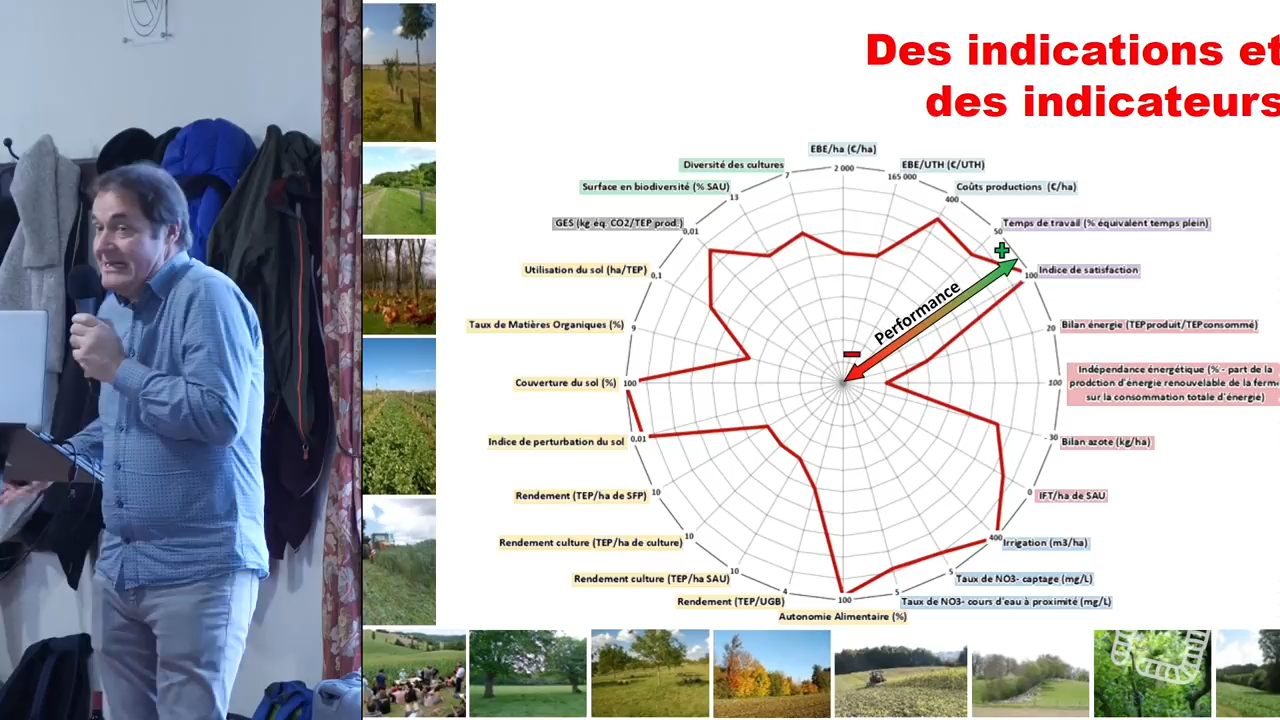 Des indications et
des indicateurs
EBE/ha (€/ha)
2 000
EBE/UTH (€/UTH)
165 000
Coûts productions (€/ha)
400
Temps de travail (% équivalent temps plein)
50
Indice de satisfaction
100
Bilan énergie (TEPproduit/TEPconsommé)
20
Indépendance énergétique (% - part de la
prodction d'énergie renouvelable de la ferme
sur la consommation totale d'énergie)
100
Bilan azote (kg/ha)
-30
IFT/ha de SAU
0
Irrigation (m3/ha)
400
Taux de NO3- captage (mg/L)
5
Taux de NO3- cours d'eau à proximité (mg/L)
5
Autonomie Alimentaire (%)
100
Rendement (TEP/UGB)
4
Rendement culture (TEP/ha SAU)
10
Rendement culture (TEP/ha de culture)
10
Rendement (TEP/ha de SFP)
10
Indice de perturbation du sol
0,01
Couverture du sol (%)
100
Taux de Matières Organiques (%)
9
Utilisation du sol (ha/TEP)
0,1
GES (kg éq. CO2/TEP prod.)
0,01
Surface en biodiversité (% SAU)
13
Diversité des cultures
7
Performance
+
-